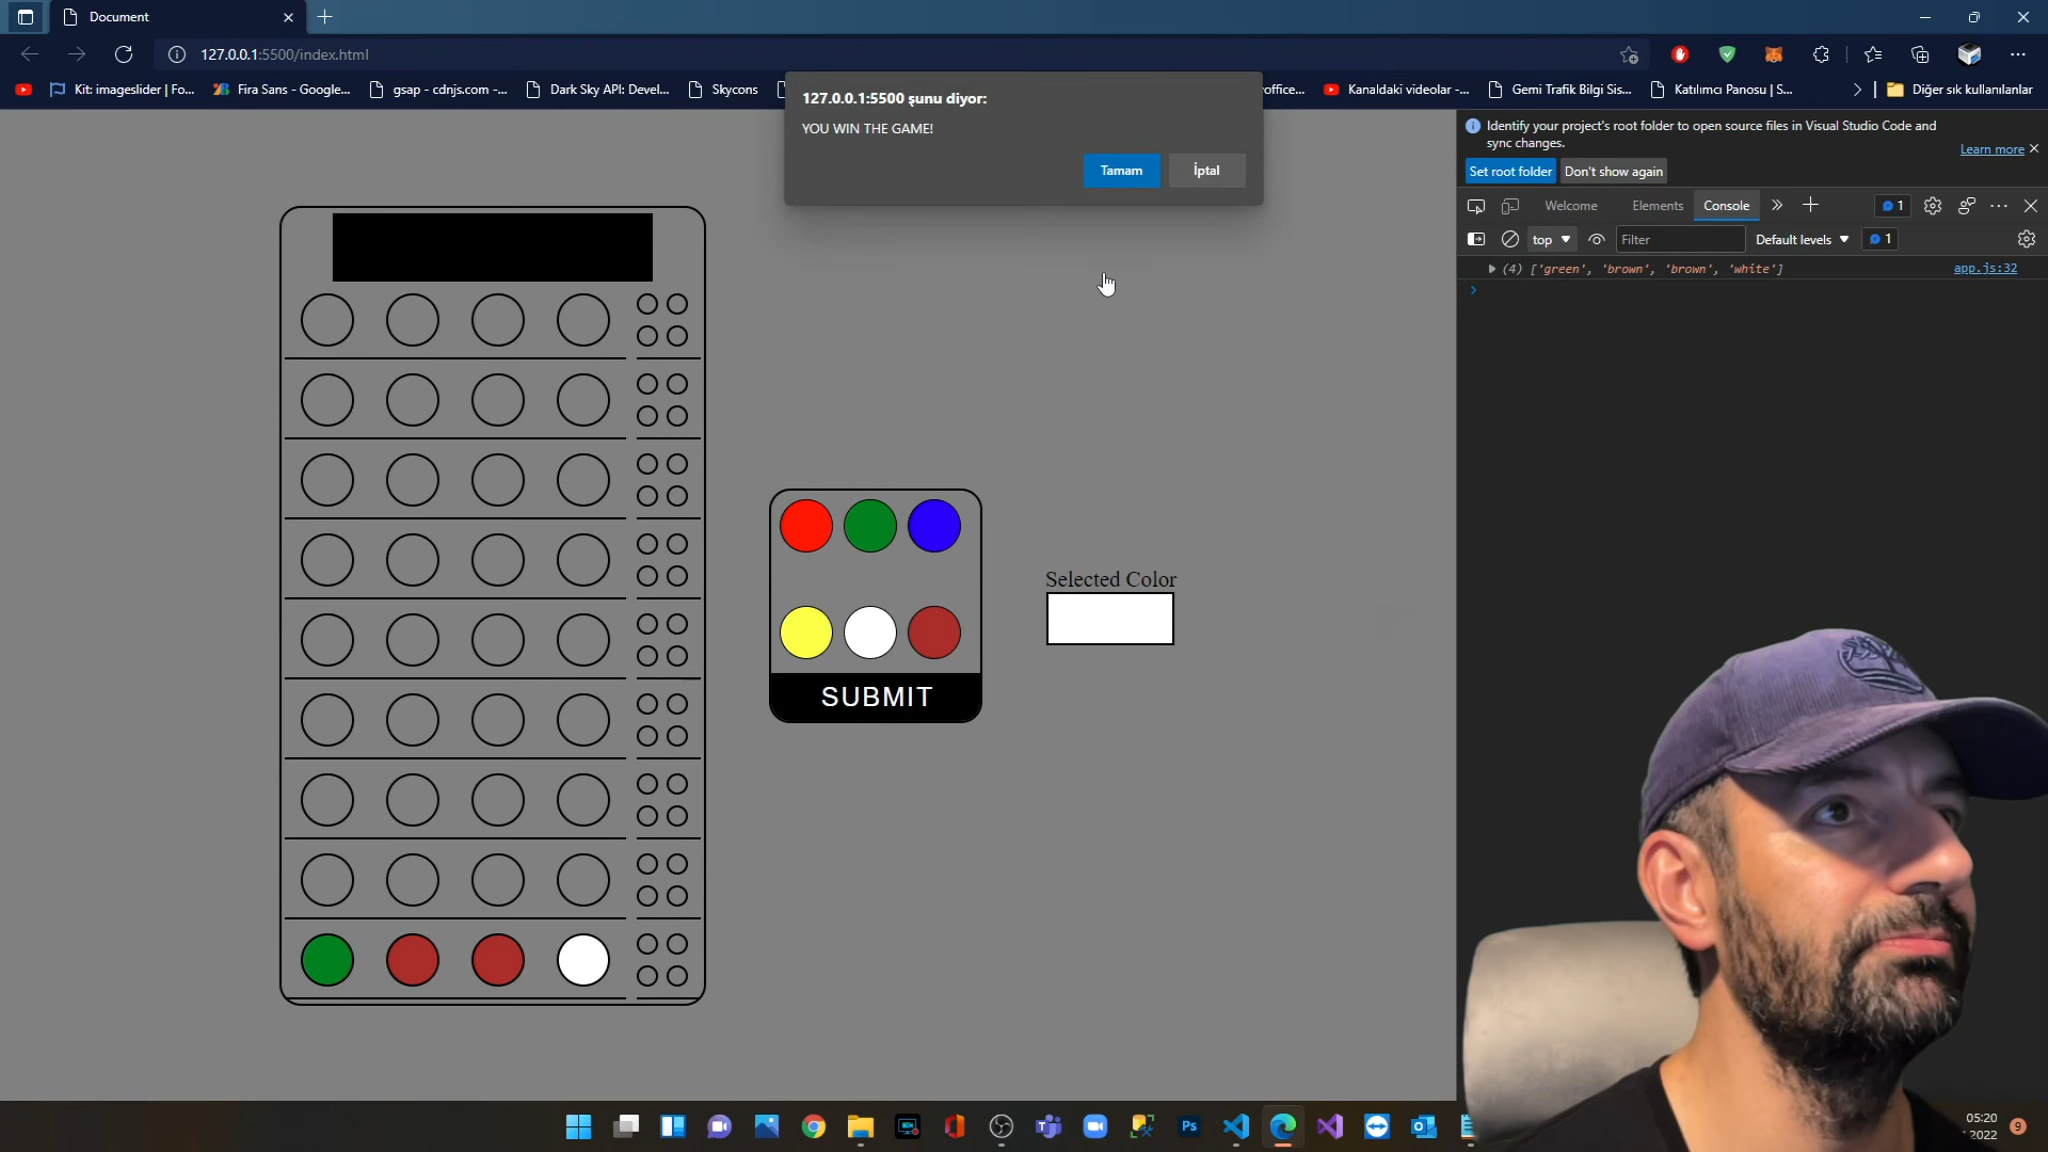 Document
127.0.0.1:5500/index.html
Kit: imageslider | Fo...
Fira Sans - Google...
gsap - cdnjs.com -...
Dark Sky API: Devel...
Skycons
office...
Kanaldaki videolar -...
Gemi Trafik Bilgi Sis...
Katılımcı Panosu | S...
Diğer sık kullanılanlar
127.0.0.1:5500 şunu diyor:
YOU WIN THE GAME!
Tamam
İptal
Selected Color
SUBMIT
Identify your project's root folder to open source files in Visual Studio Code and
sync changes.
Learn more
Set root folder
Don't show again
Welcome
Elements
Console
1
top
Filter
Default levels
1
(4) ['green', 'brown', 'brown', 'white']
app.js:32
Ps
05:20
2022
9